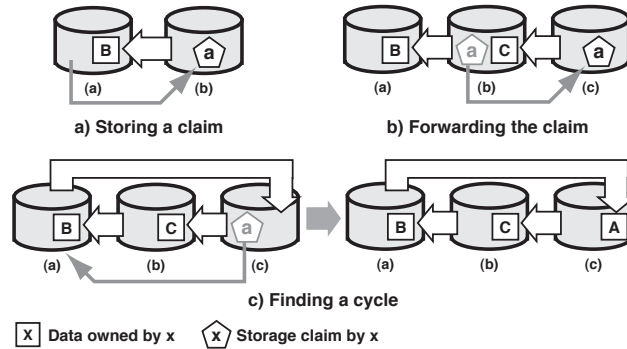 B a
(a) (b)
a) Storing a claim
B a C a
(a) (b) (c)
b) Forwarding the claim
B C a
(a) (b) (c)
B C A
(a) (b) (c)
c) Finding a cycle
X Data owned by x
x Storage claim by x